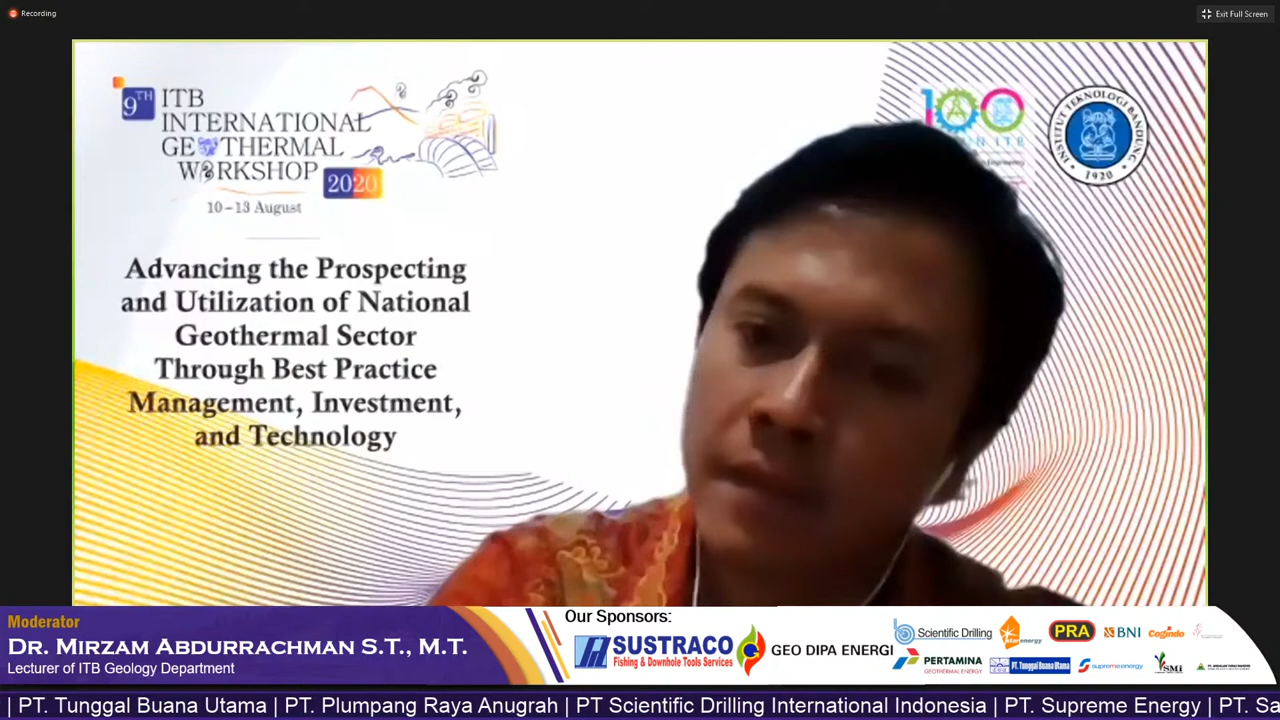 Recording
Exit Full Screen
9TH
ITB
INTERNATIONAL
GEOTHERMAL
WORKSHOP
2020
10–13 August
Advancing the Prospecting
and Utilization of National
Geothermal Sector
Through Best Practice
Management, Investment,
and Technology
100
INSTITUT TEKNOLOGI BANDUNG
1920
Moderator
DR. MIRZAM ABDURRACHMAN S.T., M.T.
Lecturer of ITB Geology Department
Our Sponsors:
SUSTRACO
Fishing & Downhole Tools Services
GEO DIPA ENERGI
Scientific Drilling
PERTAMINA
GEOTHERMAL ENERGY
PT. Tunggal Buana Utama
PRA
BNI
Cogindo
supreme energy
SMI
| PT. Tunggal Buana Utama | PT. Plumpang Raya Anugrah | PT Scientific Drilling International Indonesia | PT. Supreme Energy | PT. Sa